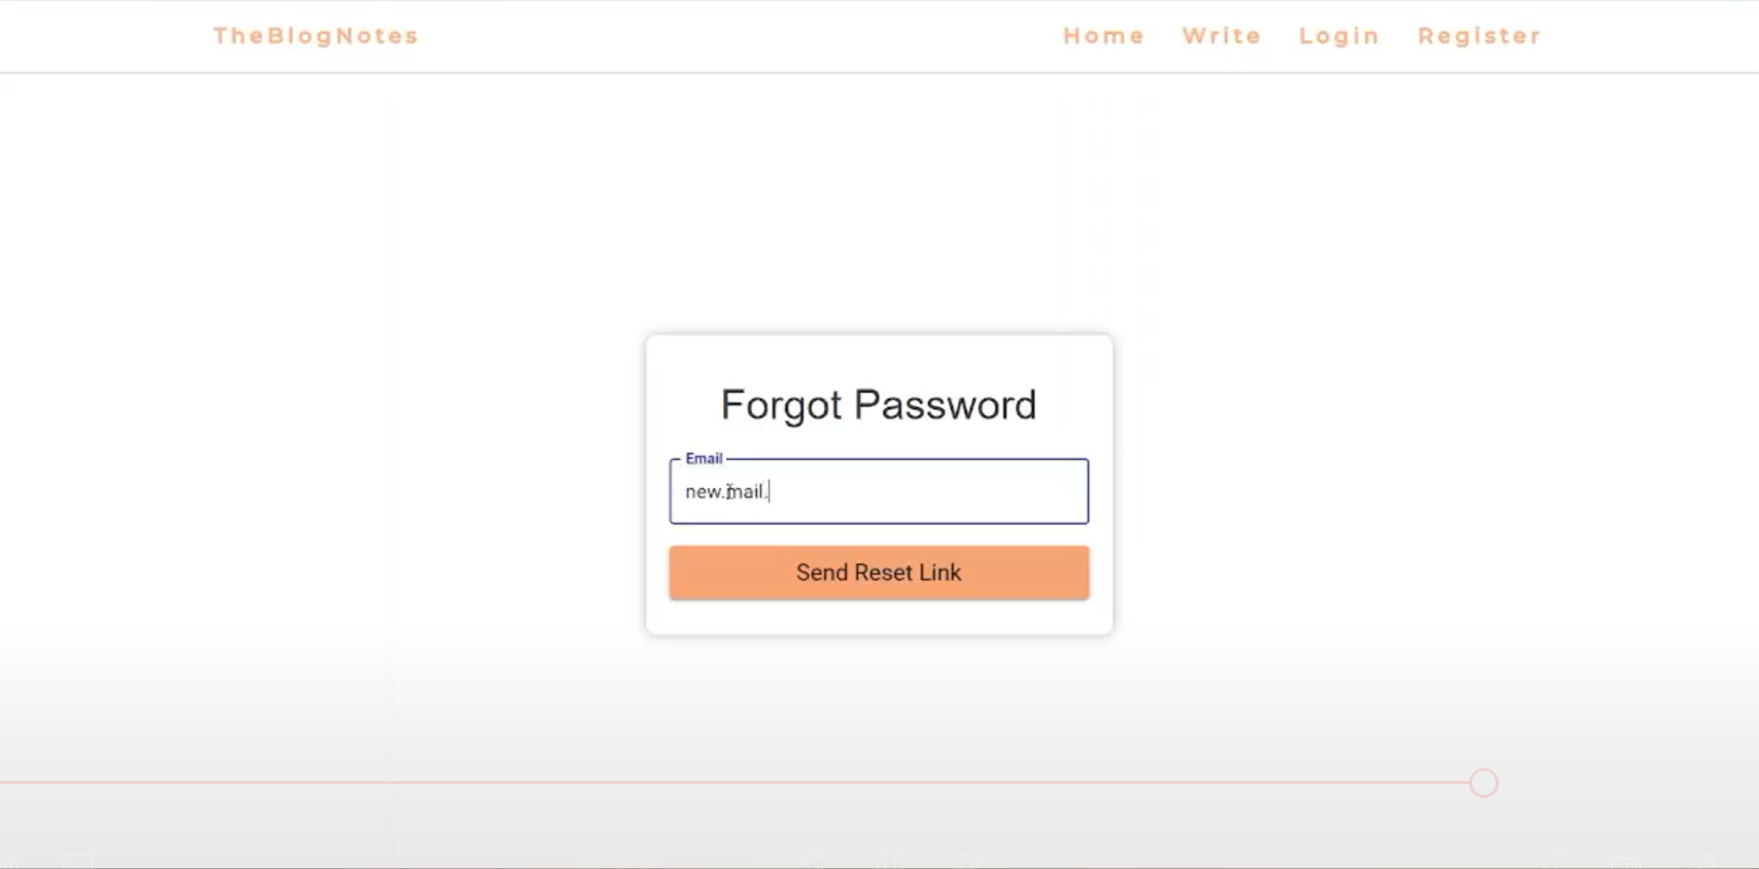 TheBlogNotes
Home Write Login Register
Forgot Password
Email
new.mail.
Send Reset Link